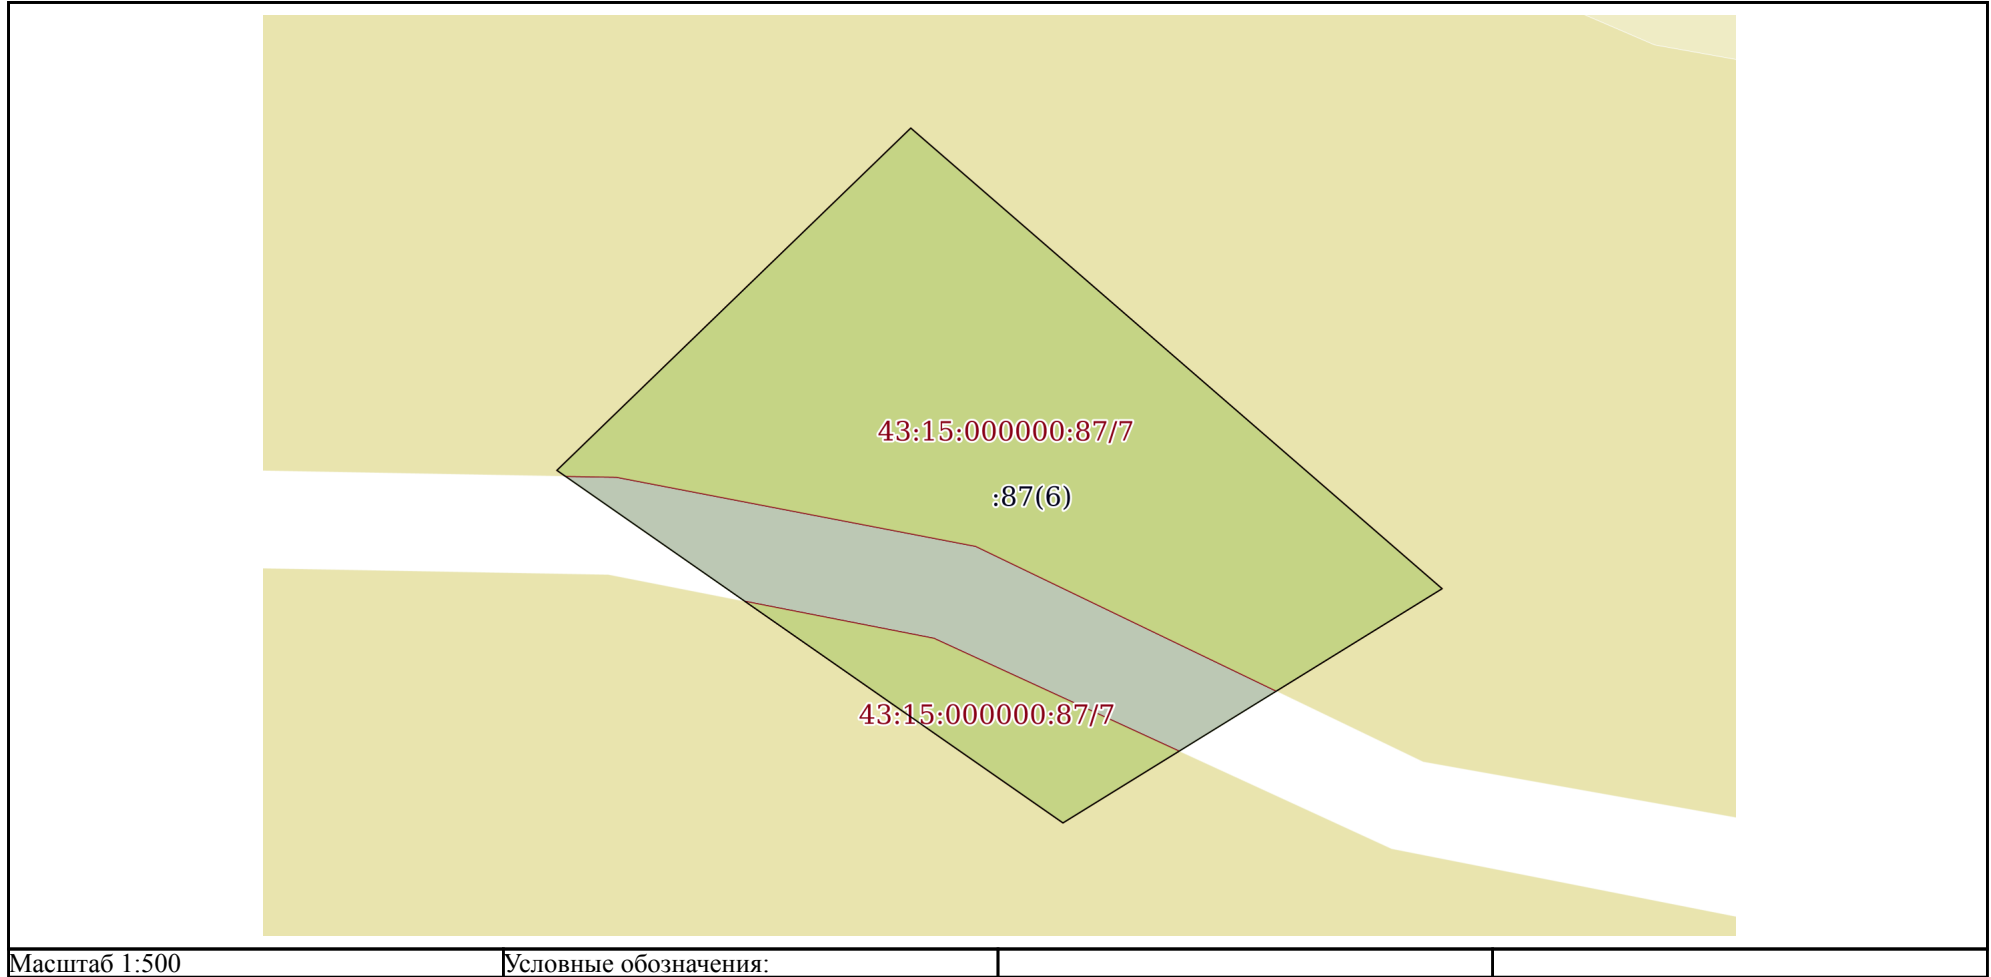 43:15:000000:87/7
:87(6)
43:15:000000:87/7
Масштаб 1:500
Условные обозначения: